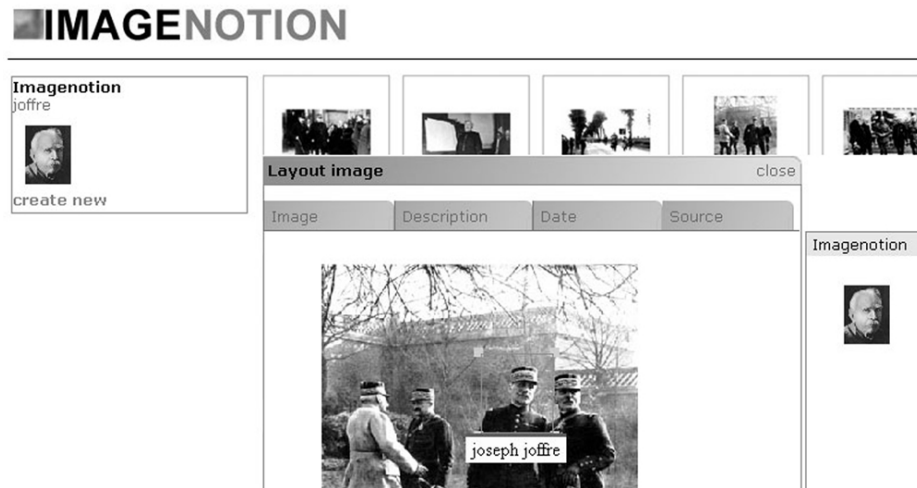 IMAGENOTION
Imagenotion
joffre
create new
Layout image close
Image Description Date Source
Imagenotion
joseph joffre